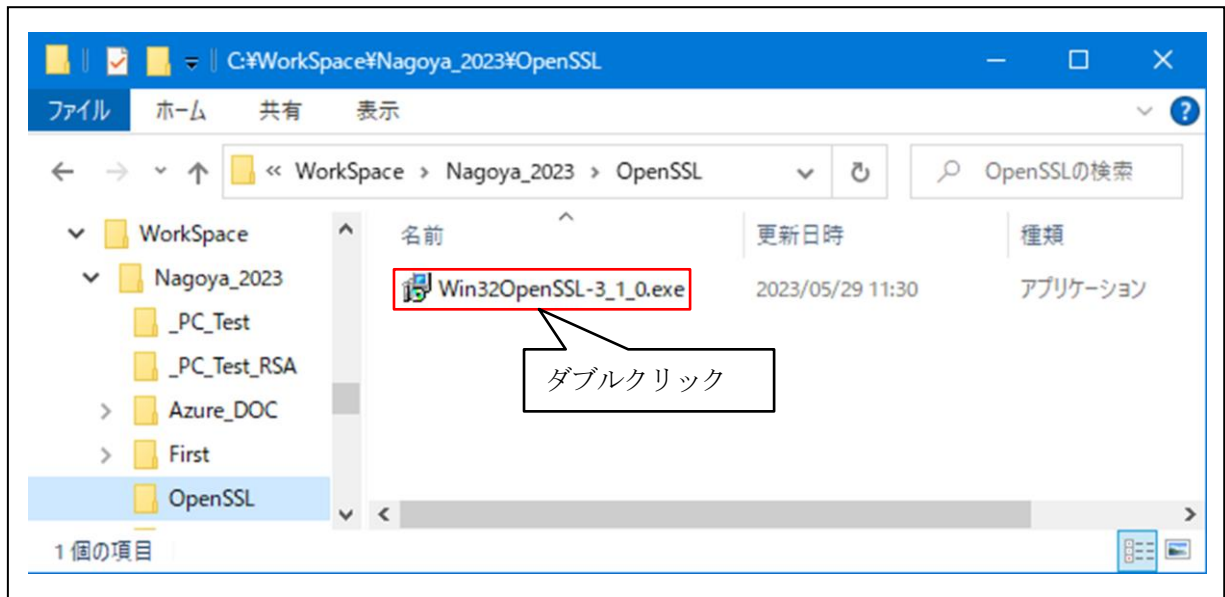 C:¥WorkSpace¥Nagoya_2023¥OpenSSL
ファイル ホーム 共有 表示
« WorkSpace › Nagoya_2023 › OpenSSL OpenSSLの検索
WorkSpace
Nagoya_2023
_PC_Test
_PC_Test_RSA
Azure_DOC
First
OpenSSL
名前 更新日時 種類
Win32OpenSSL-3_1_0.exe 2023/05/29 11:30 アプリケーション
ダブルクリック
1 個の項目